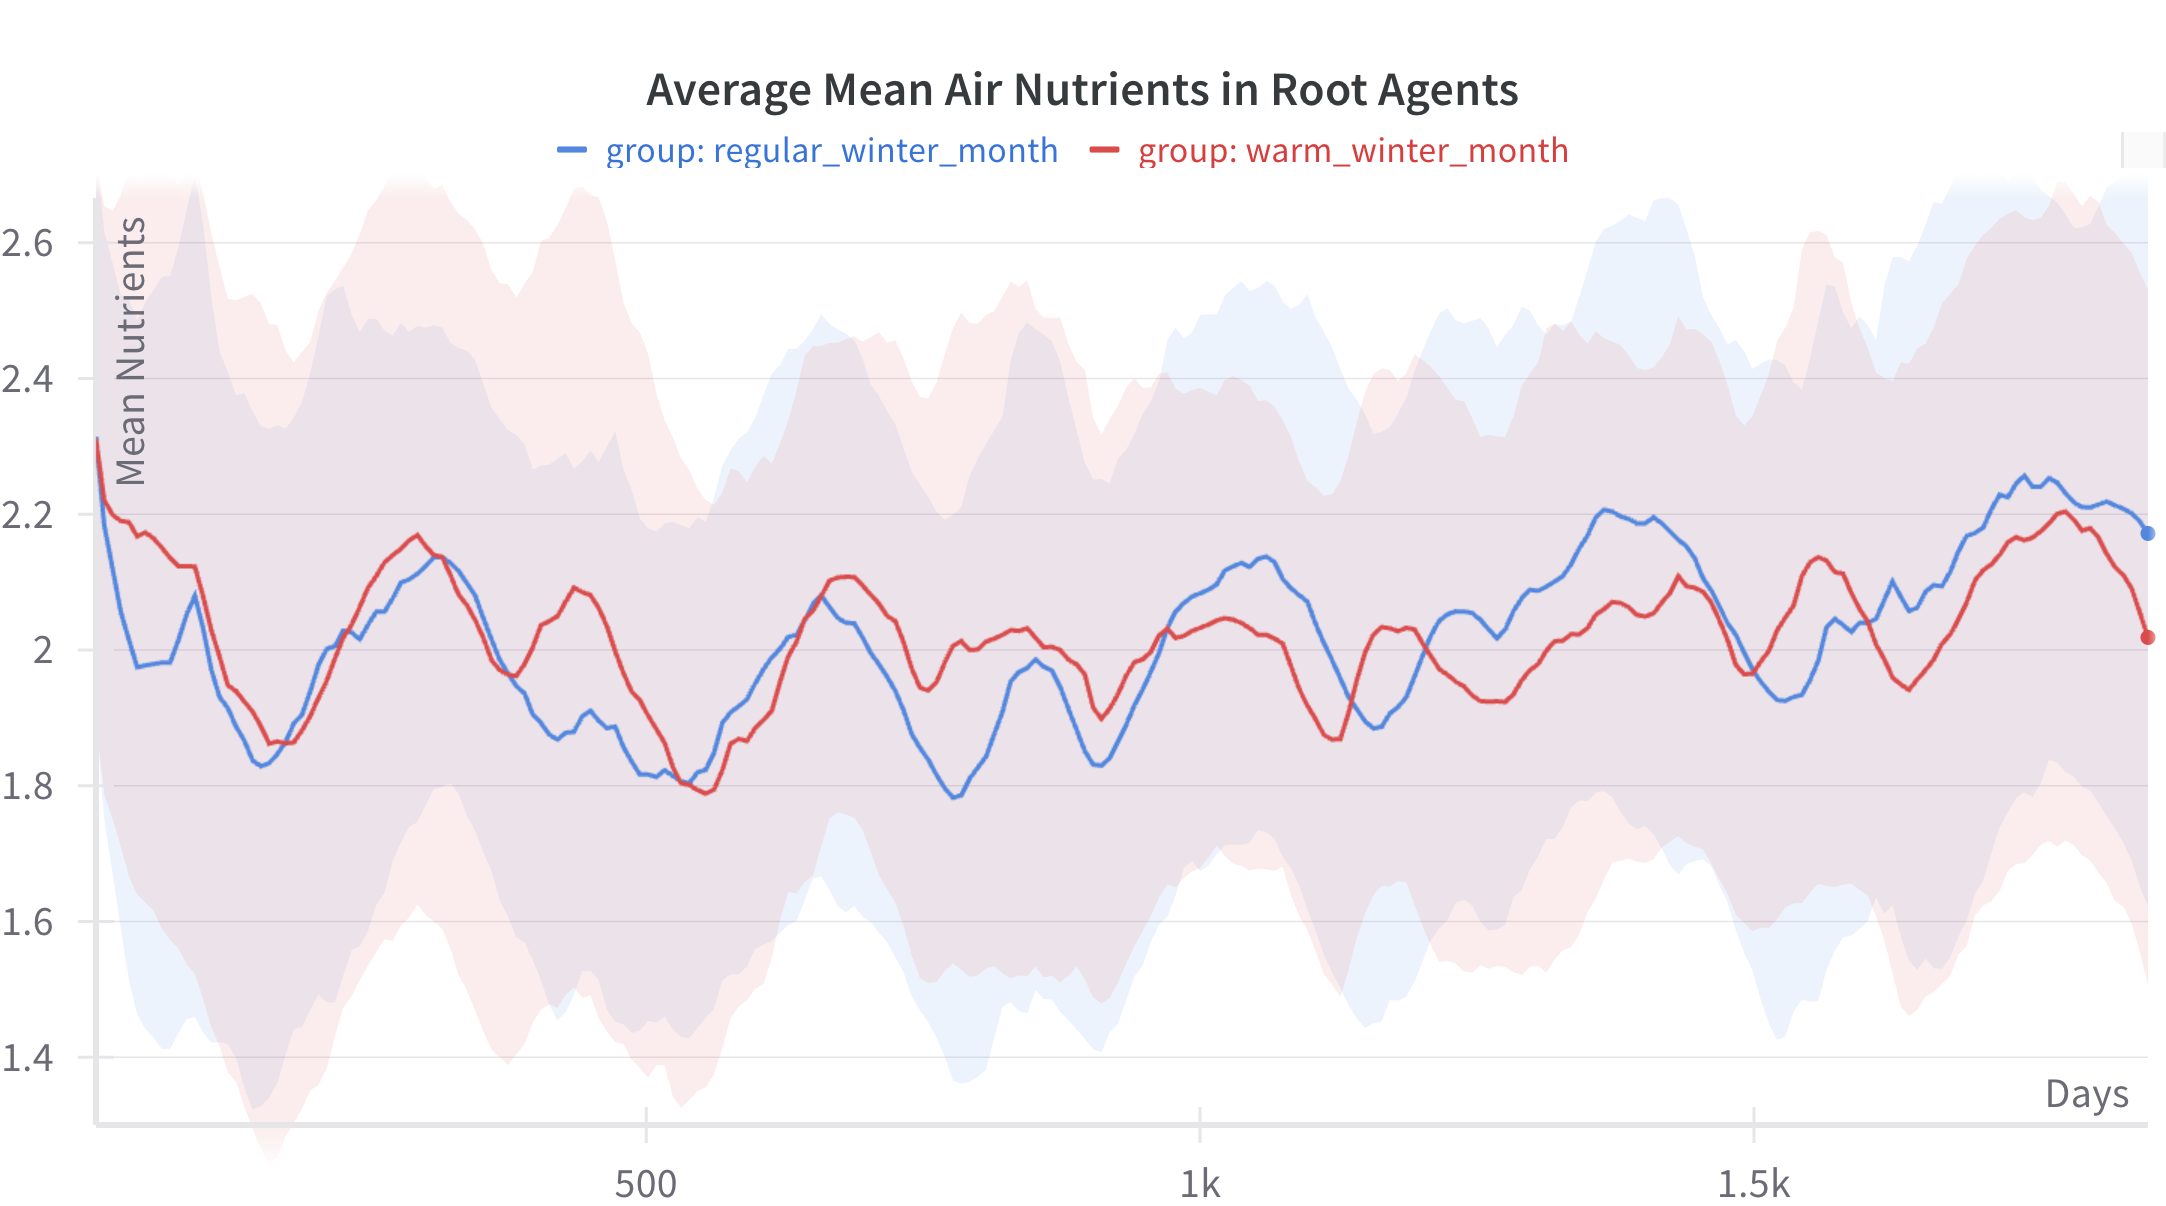 Average Mean Air Nutrients in Root Agents
group: regular_winter_month group: warm_winter_month
Mean Nutrients
2.6
2.4
2.2
2
1.8
1.6
1.4
Days
500 1k 1.5k